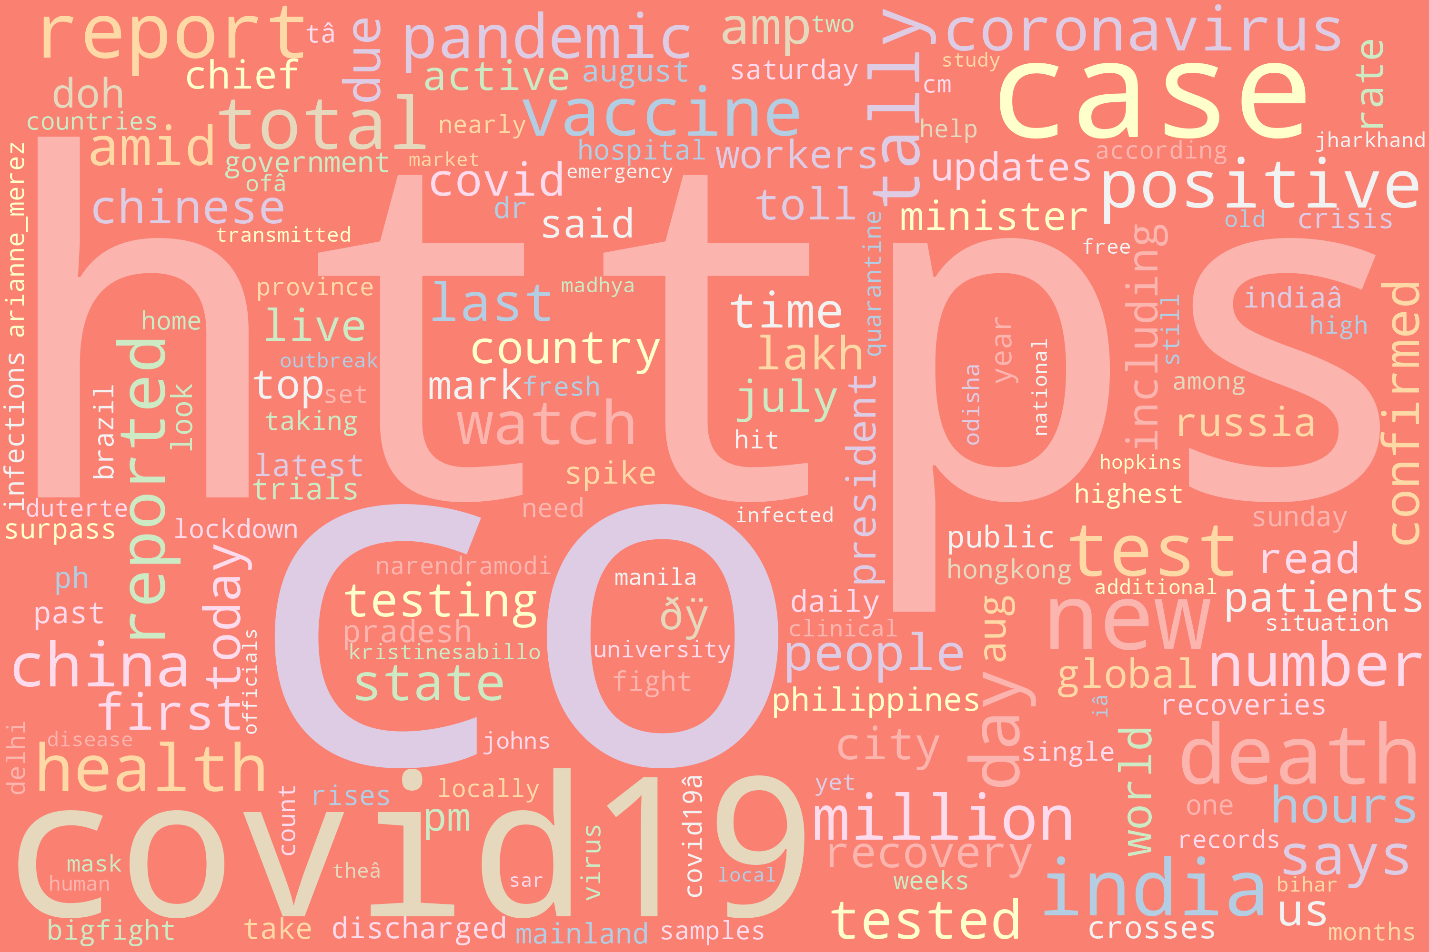 report
tâ
due
pandemic
amp
two
tally
coronavirus
chief
active
august
saturday
study
cm
case
rate
doh
countries
total
nearly
vaccine
help
jharkhand
amid
government
market
hospital
workers
updates
according
ofâ
covid
emergency
chinese
dr
said
toll
minister
positive
old
crisis
transmitted
https
free
infections
arianne_merez
province
last
madhya
time
quarantine
including
still
indiaâ
high
home
live
outbreak
country
lakh
year
national
odisha
among
confirmed
reported
look
brazil
top
set
mark
fresh
july
president
russia
taking
watch
hit
latest
trials
spike
hopkins
highest
duterte
surpass
lockdown
co
need
infected
public
test
sunday
read
ph
past
today
narendramodi
testing
manila
ðÿ
daily
hongkong
additional
patients
pradesh
kristinesabillo
university
clinical
people
aug
new
situation
china
officials
state
fight
philippines
global
number
first
iâ
recoveries
delhi
disease
health
johns
city
day
single
world
death
covid19
count
rises
locally
pm
covid19â
yet
million
one
hours
mask
human
theâ
sar
virus
local
recovery
weeks
records
says
india
bihar
us
bigfight
take
discharged
mainland
samples
tested
crosses
months